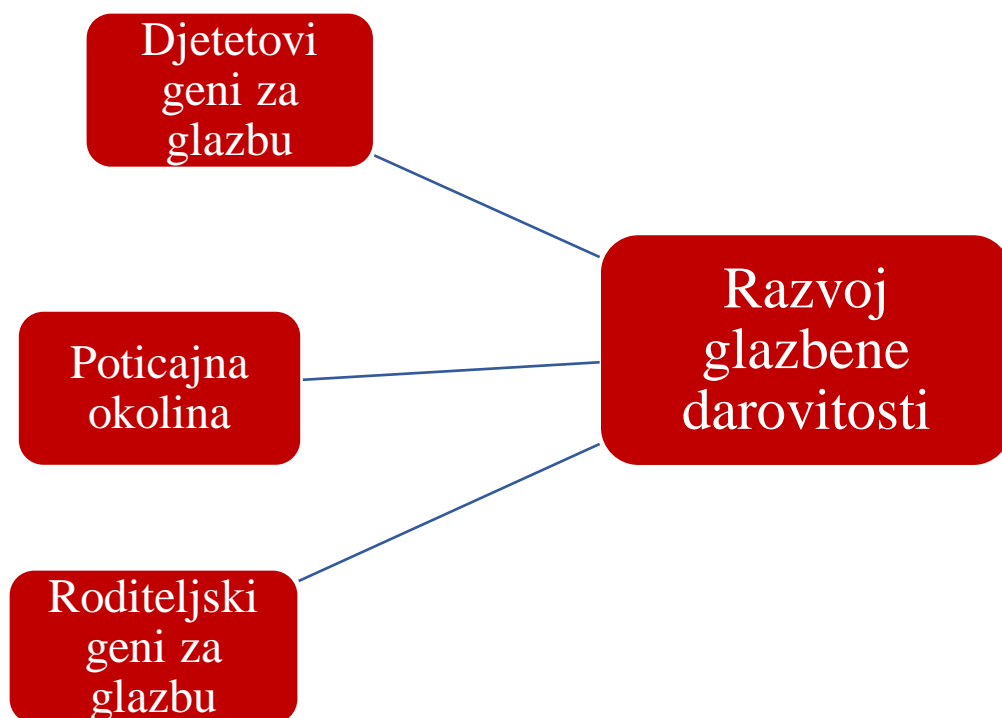 Djetetovi
geni za
glazbu
Razvoj
glazbene
darovitosti
Poticajna
okolina
Roditeljski
geni za
glazbu